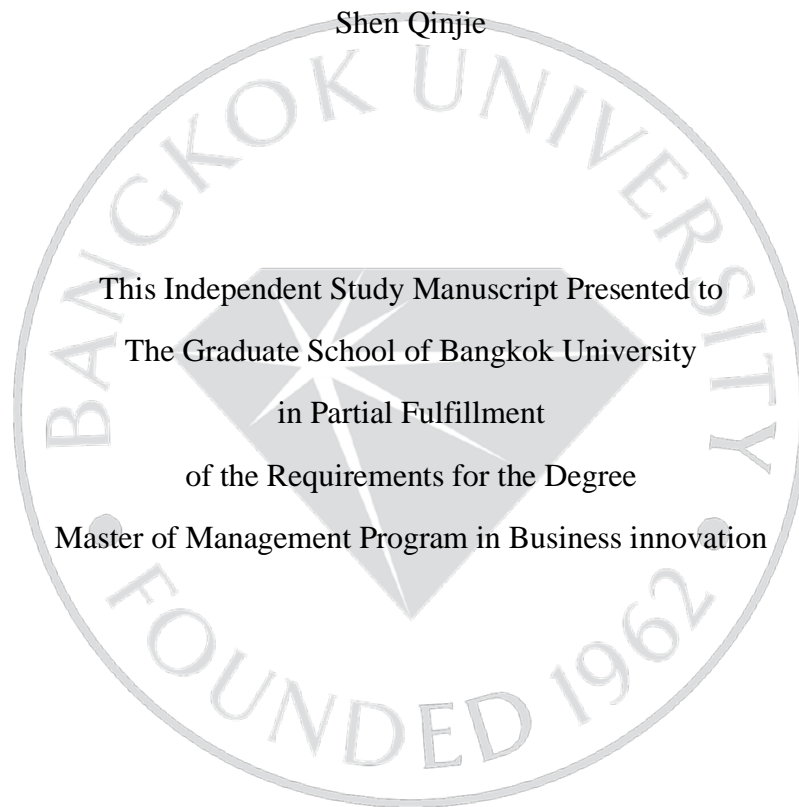 Shen Qinjie
BANGKOK UNIVERSITY
This Independent Study Manuscript Presented to
The Graduate School of Bangkok University
in Partial Fulfillment
of the Requirements for the Degree
Master of Management Program in Business innovation
FOUNDED 1962